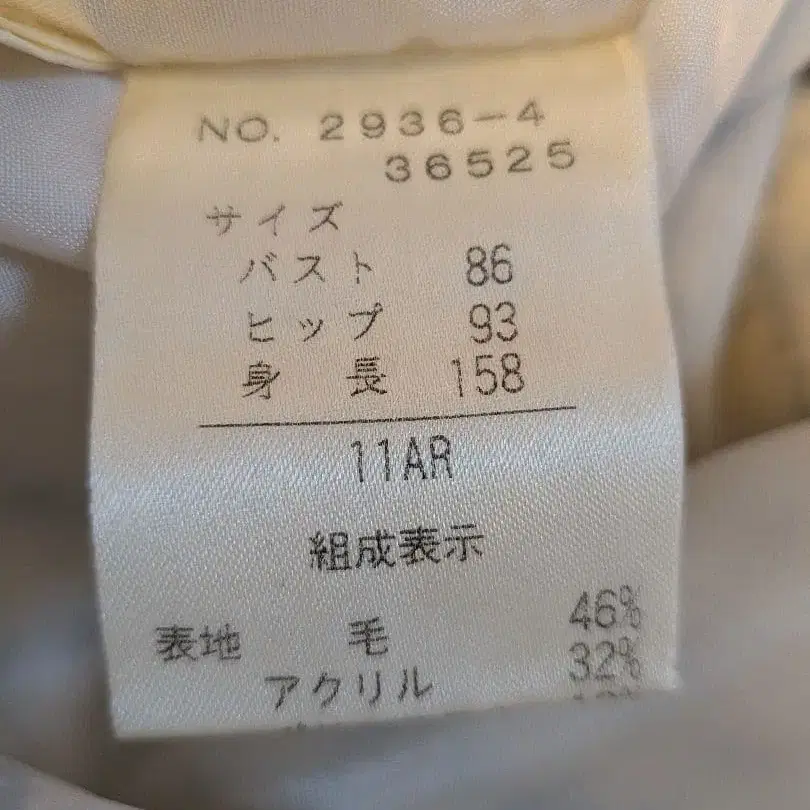 NO. 2936-4
36525
サイズ
バスト 86
ヒップ 93
身長 158
11AR
組成表示
表地 毛 46%
アクリル 32%